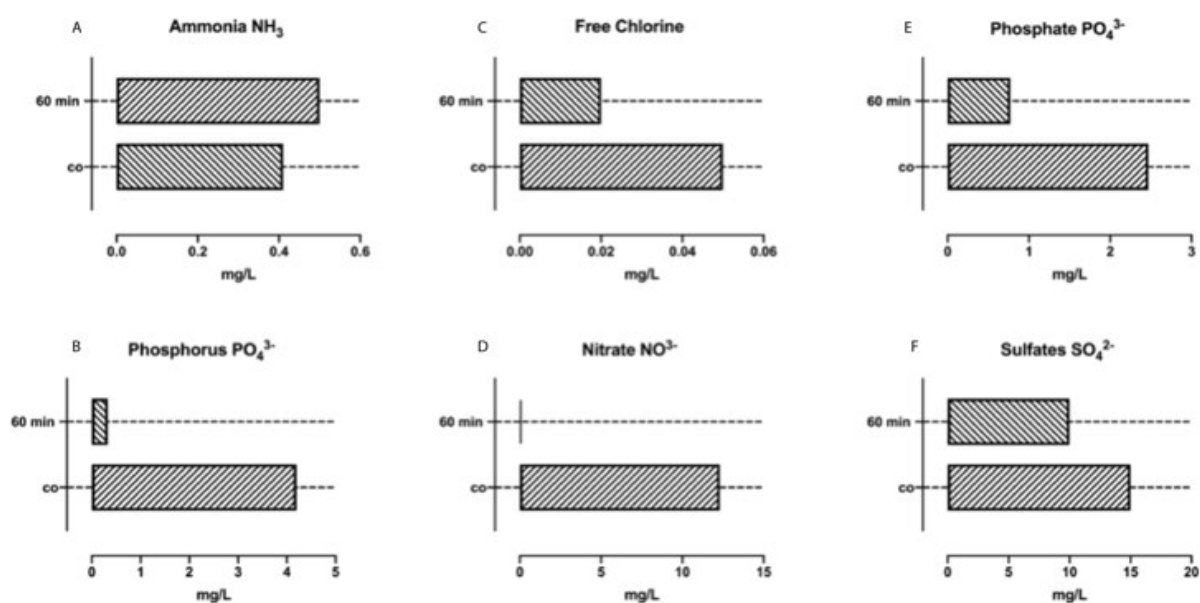 A
Ammonia NH₃
60 min
co
0.0 0.2 0.4 0.6
mg/L
C
Free Chlorine
60 min
co
0.00 0.02 0.04 0.06
mg/L
E
Phosphate PO₄³⁻
60 min
co
0 1 2 3
mg/L
B
Phosphorus PO₄³⁻
60 min
co
0 1 2 3 4 5
mg/L
D
Nitrate NO³⁻
60 min
co
0 5 10 15
mg/L
F
Sulfates SO₄²⁻
60 min
co
0 5 10 15 20
mg/L